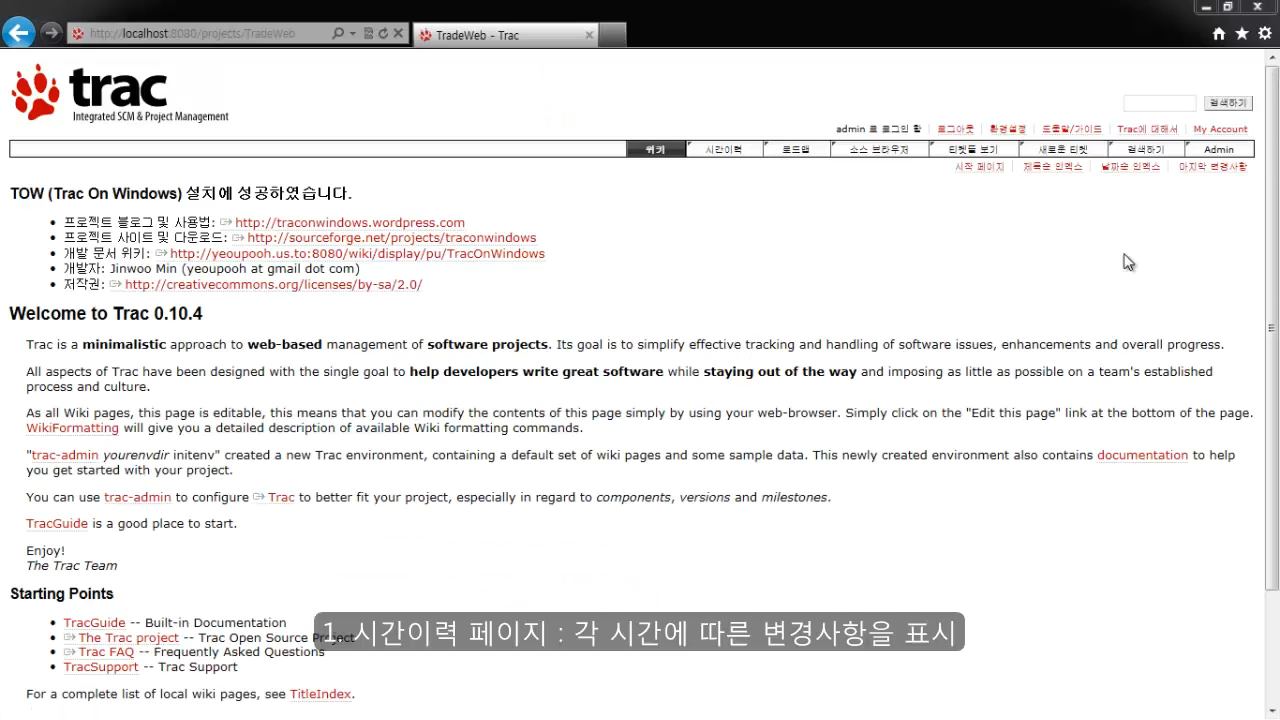 http://localhost:8080/projects/TradeWeb
TradeWeb - Trac
trac
Integrated SCM & Project Management
검색하기
admin 로 로그인 함 로그아웃 환경설정 도움말/가이드 Trac에 대해서 My Account
위키 시간이력 로드맵 소스 브라우저 티켓들 보기 새로운 티켓 검색하기 Admin
시작 페이지 제목순 인덱스 날짜순 인덱스 마지막 변경사항
TOW (Trac On Windows) 설치에 성공하였습니다.
• 프로젝트 블로그 및 사용법: http://traconwindows.wordpress.com
• 프로젝트 사이트 및 다운로드: http://sourceforge.net/projects/traconwindows
• 개발 문서 위키: http://yeoupooh.us.to:8080/wiki/display/pu/TracOnWindows
• 개발자: Jinwoo Min (yeoupooh at gmail dot com)
• 저작권: http://creativecommons.org/licenses/by-sa/2.0/
Welcome to Trac 0.10.4
Trac is a minimalistic approach to web-based management of software projects. Its goal is to simplify effective tracking and handling of software issues, enhancements and overall progress.
All aspects of Trac have been designed with the single goal to help developers write great software while staying out of the way and imposing as little as possible on a team's established
process and culture.
As all Wiki pages, this page is editable, this means that you can modify the contents of this page simply by using your web-browser. Simply click on the "Edit this page" link at the bottom of the page.
WikiFormatting will give you a detailed description of available Wiki formatting commands.
"trac-admin yourenvdir initenv" created a new Trac environment, containing a default set of wiki pages and some sample data. This newly created environment also contains documentation to help
you get started with your project.
You can use trac-admin to configure Trac to better fit your project, especially in regard to components, versions and milestones.
TracGuide is a good place to start.
Enjoy!
The Trac Team
Starting Points
• TracGuide -- Built-in Documentation
• The Trac project -- Trac Open Source Project
• Trac FAQ -- Frequently Asked Questions
• TracSupport -- Trac Support
For a complete list of local wiki pages, see TitleIndex.
1. 시간이력 페이지 : 각 시간에 따른 변경사항을 표시